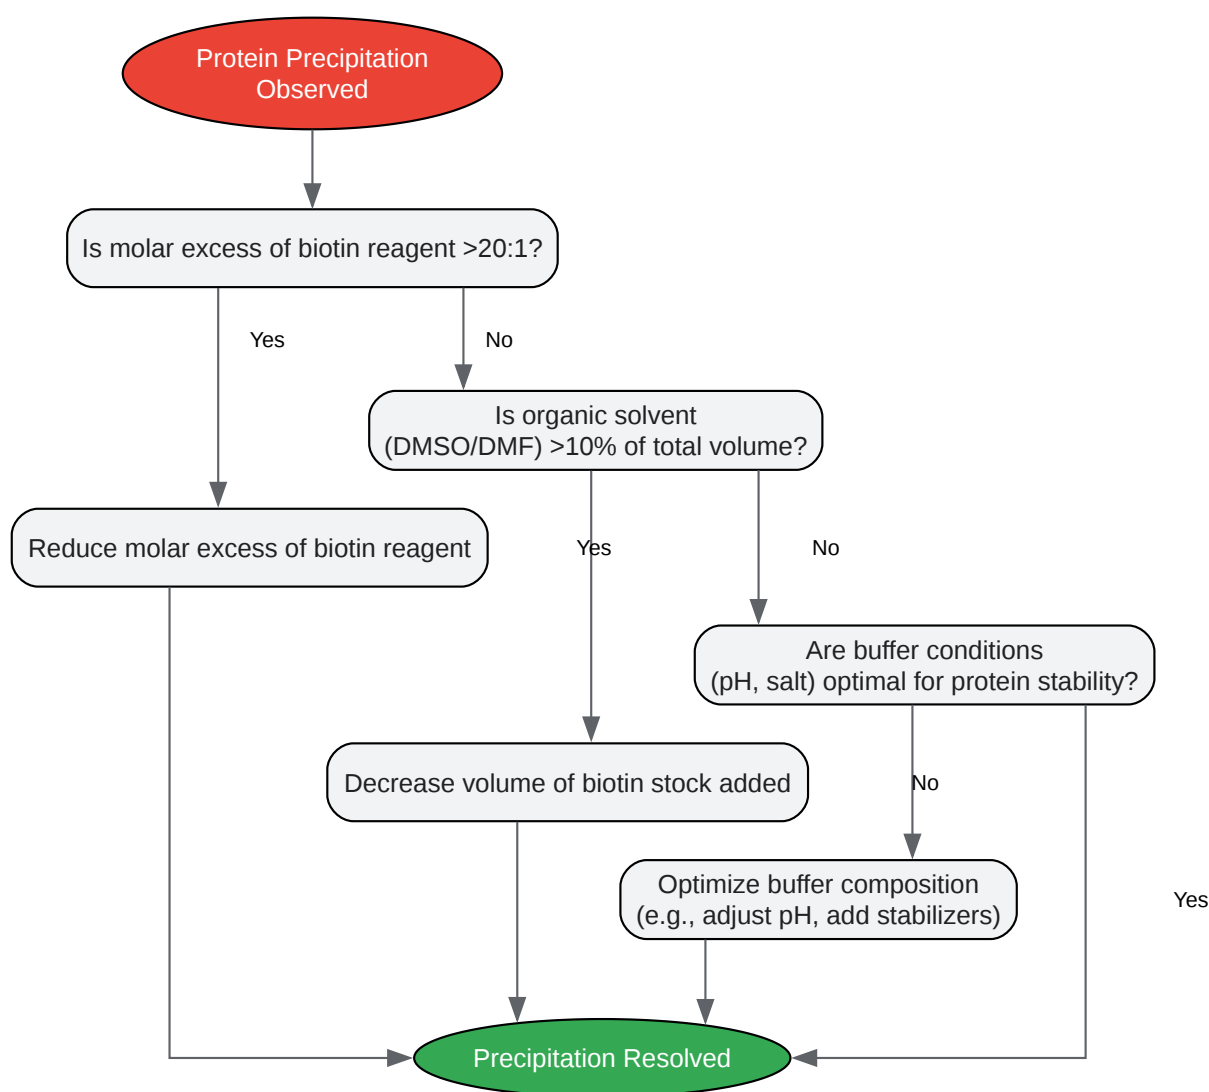 Protein Precipitation
Observed
Is molar excess of biotin reagent >20:1?
Yes
No
Is organic solvent
(DMSO/DMF) >10% of total volume?
Reduce molar excess of biotin reagent
Yes
No
Are buffer conditions
(pH, salt) optimal for protein stability?
Decrease volume of biotin stock added
No
Optimize buffer composition
(e.g., adjust pH, add stabilizers)
Yes
Precipitation Resolved